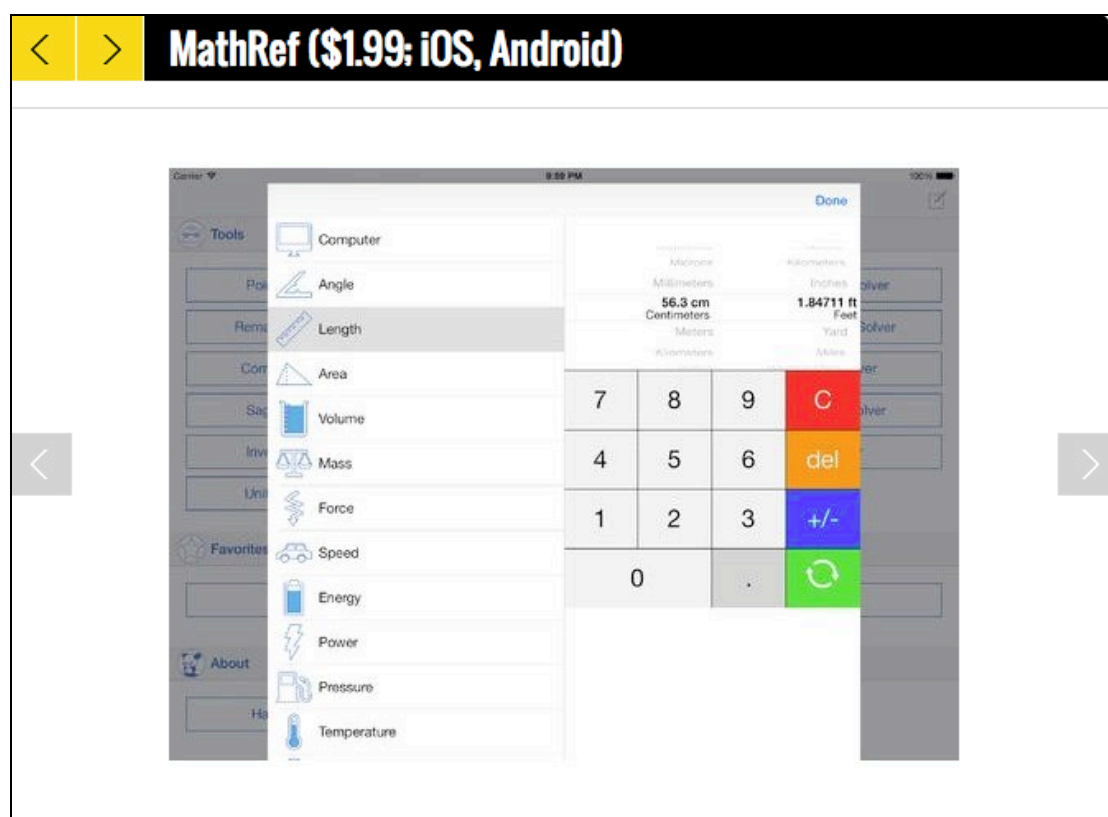 MathRef ($1.99; iOS, Android)
Carrier 9:59 PM 100%
Done
Tools
Computer
Angle
Length
Area
Volume
Mass
Force
Speed
Energy
Power
Pressure
Temperature
Favorites
About
Microns Kilometers
Millimeters Inches
56.3 cm 1.84711 ft
Centimeters Feet
Meters Yard
Kilometers Miles
7 8 9 C
4 5 6 del
1 2 3 +/-
0 .